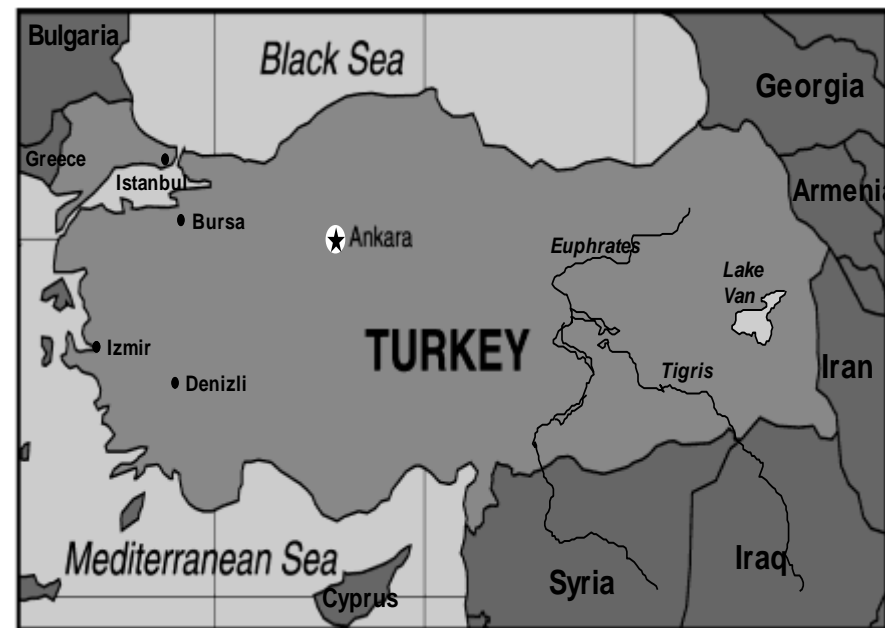 Bulgaria
Black Sea
Georgia
Greece
Istanbul
Armenia
Bursa
Ankara
Euphrates
Lake
Van
TURKEY
Izmir
Iran
Tigris
Denizli
Mediterranean Sea
Iraq
Syria
Cyprus